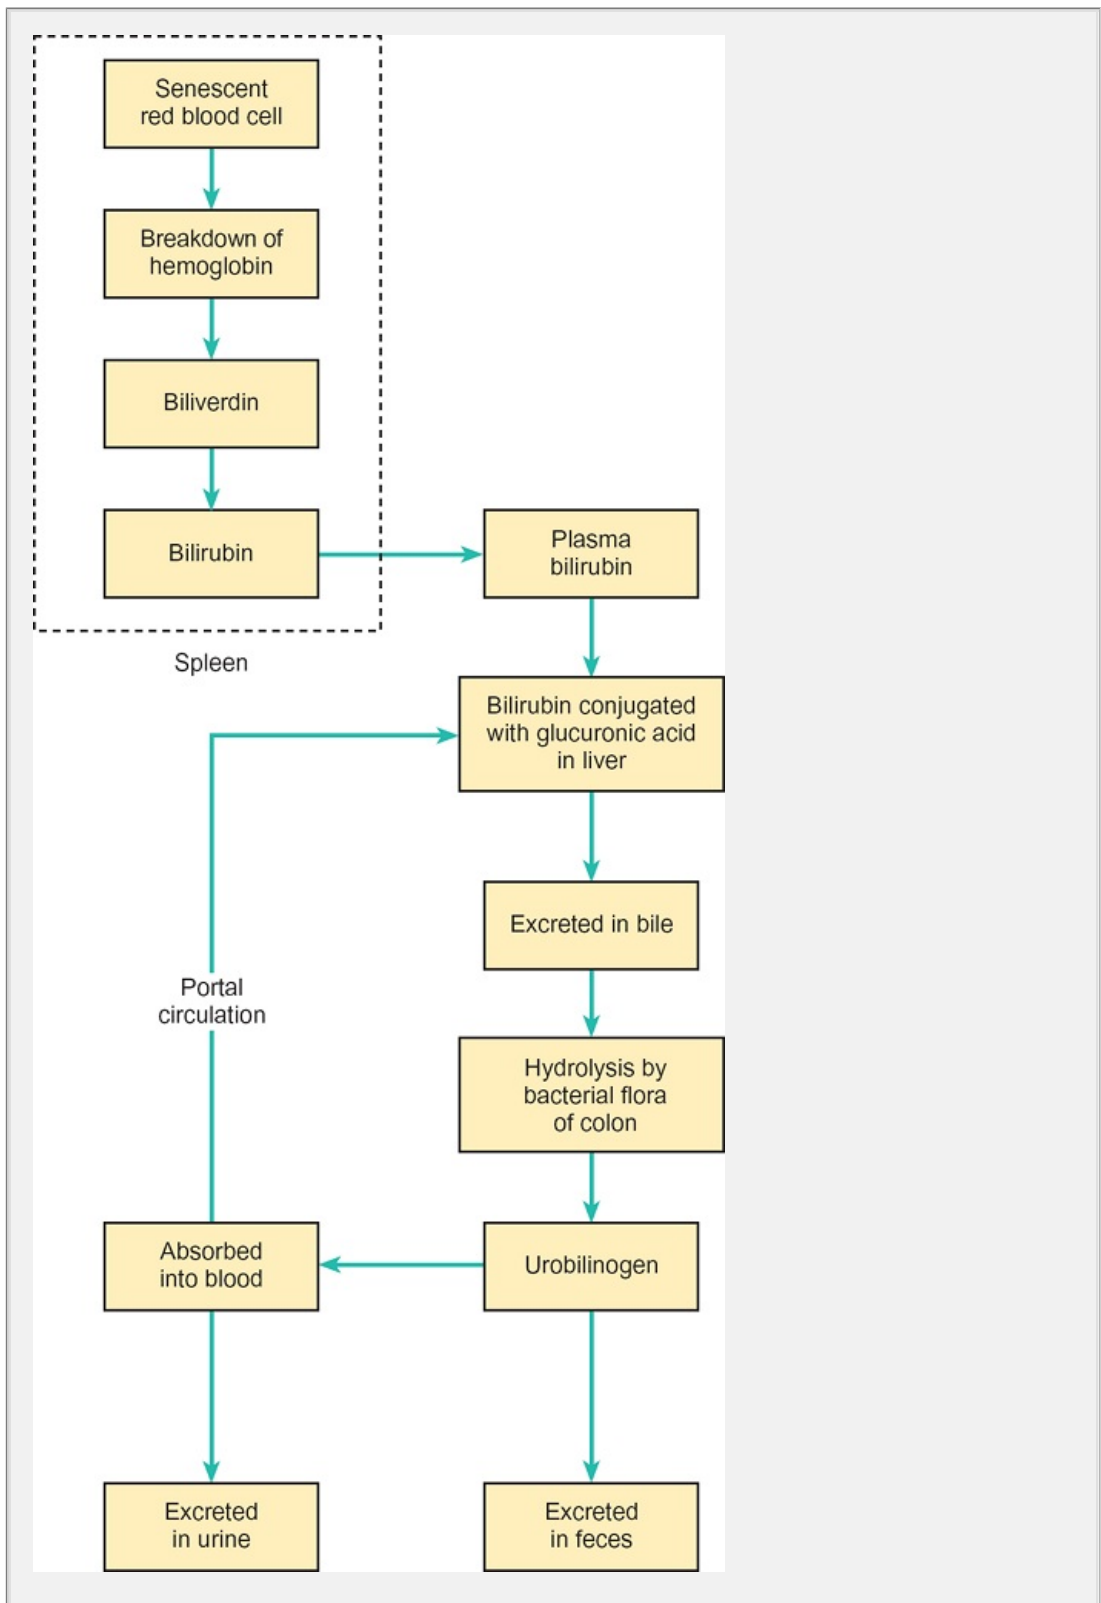 Senescent
red blood cell
Breakdown of
hemoglobin
Biliverdin
Bilirubin
Spleen
Plasma
bilirubin
Bilirubin conjugated
with glucuronic acid
in liver
Excreted in bile
Portal
circulation
Hydrolysis by
bacterial flora
of colon
Absorbed
into blood
Urobilinogen
Excreted
in urine
Excreted
in feces